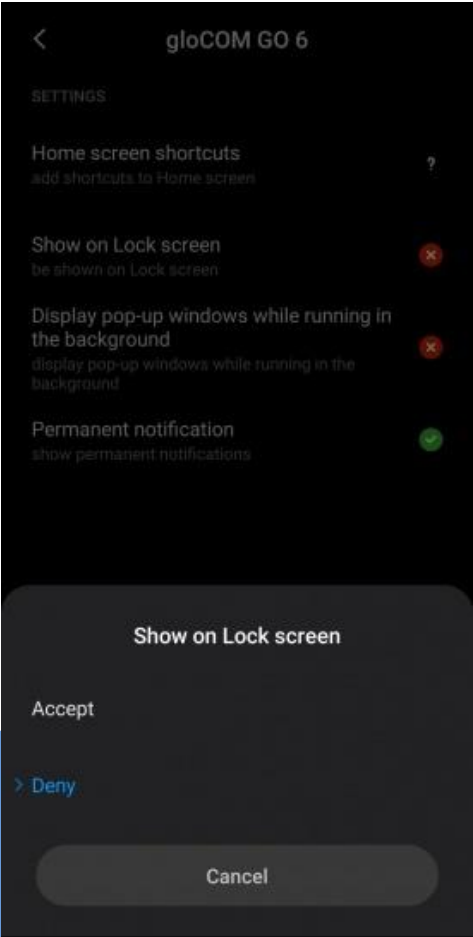 gloCOM GO 6
SETTINGS
Home screen shortcuts
add shortcuts to Home screen
?
Show on Lock screen
be shown on Lock screen
Display pop-up windows while running in
the background
display pop-up windows while running in the
background
Permanent notification
show permanent notifications
Show on Lock screen
Accept
Deny
Cancel